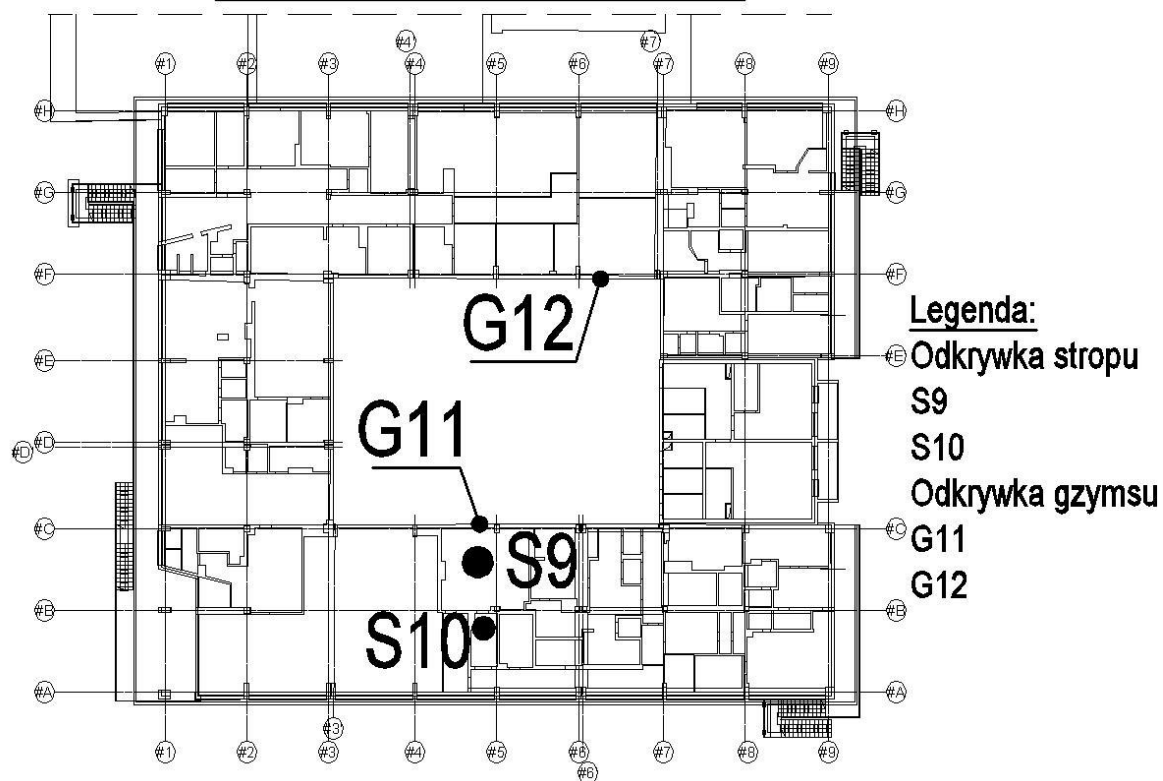 #4'
#7'
#1 #2 #3 #4 #5 #6 #7 #8 #9
#H #H
#G #G
#F #F
G12
Legenda:
#E #E
Odkrywka stropu
S9
G11
#D
#D'
S10
Odkrywka gzymsu
#C #C
G11
S9
G12
#B #B
S10
#A #A
#3'
#1 #2 #3 #4 #5 #6 #7 #8 #9
#6'